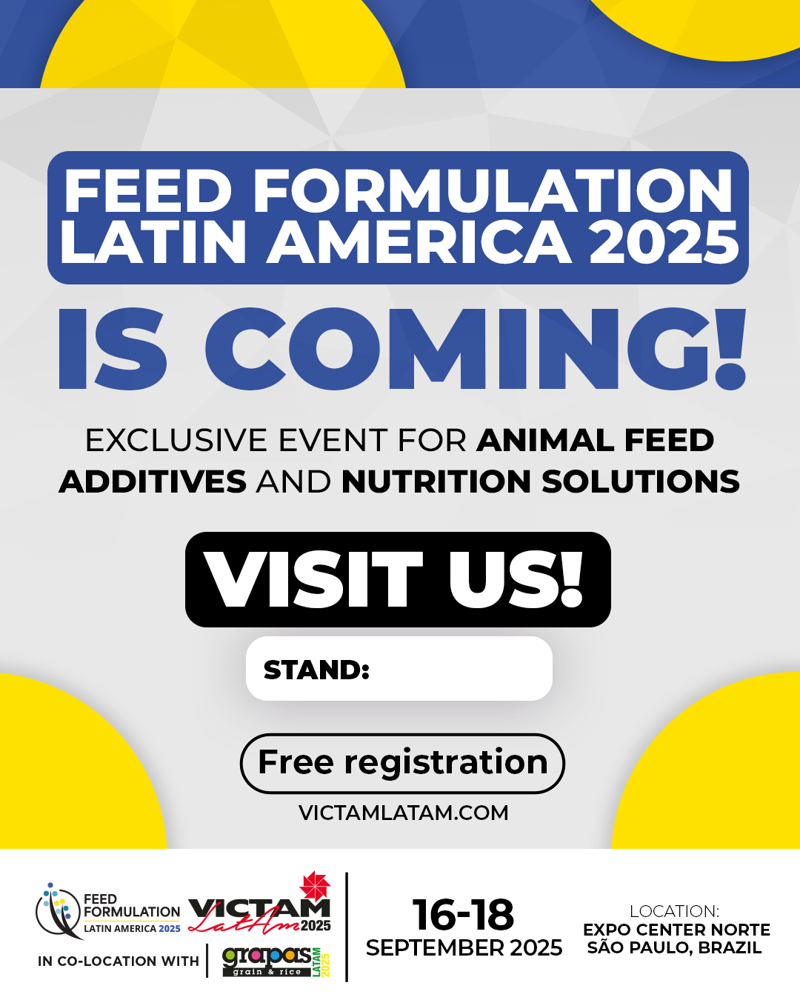 FEED FORMULATION
LATIN AMERICA 2025
IS COMING!
EXCLUSIVE EVENT FOR ANIMAL FEED
ADDITIVES AND NUTRITION SOLUTIONS
VISIT US!
STAND:
Free registration
VICTAMLATAM.COM
FEED
FORMULATION
LATIN AMERICA 2025
VICTAM
LatAm 2025
IN CO-LOCATION WITH
grapas
grain & rice
LATAM
2025
16-18
SEPTEMBER 2025
LOCATION:
EXPO CENTER NORTE
SÃO PAULO, BRAZIL